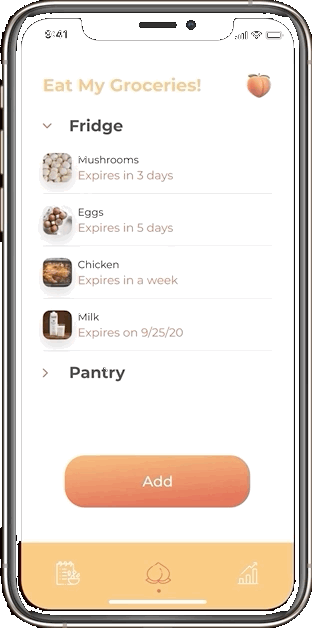 9:41
Eat My Groceries!
Fridge
Mushrooms
Expires in 3 days
Eggs
Expires in 5 days
Chicken
Expires in a week
Milk
Expires on 9/25/20
Pantry
Add